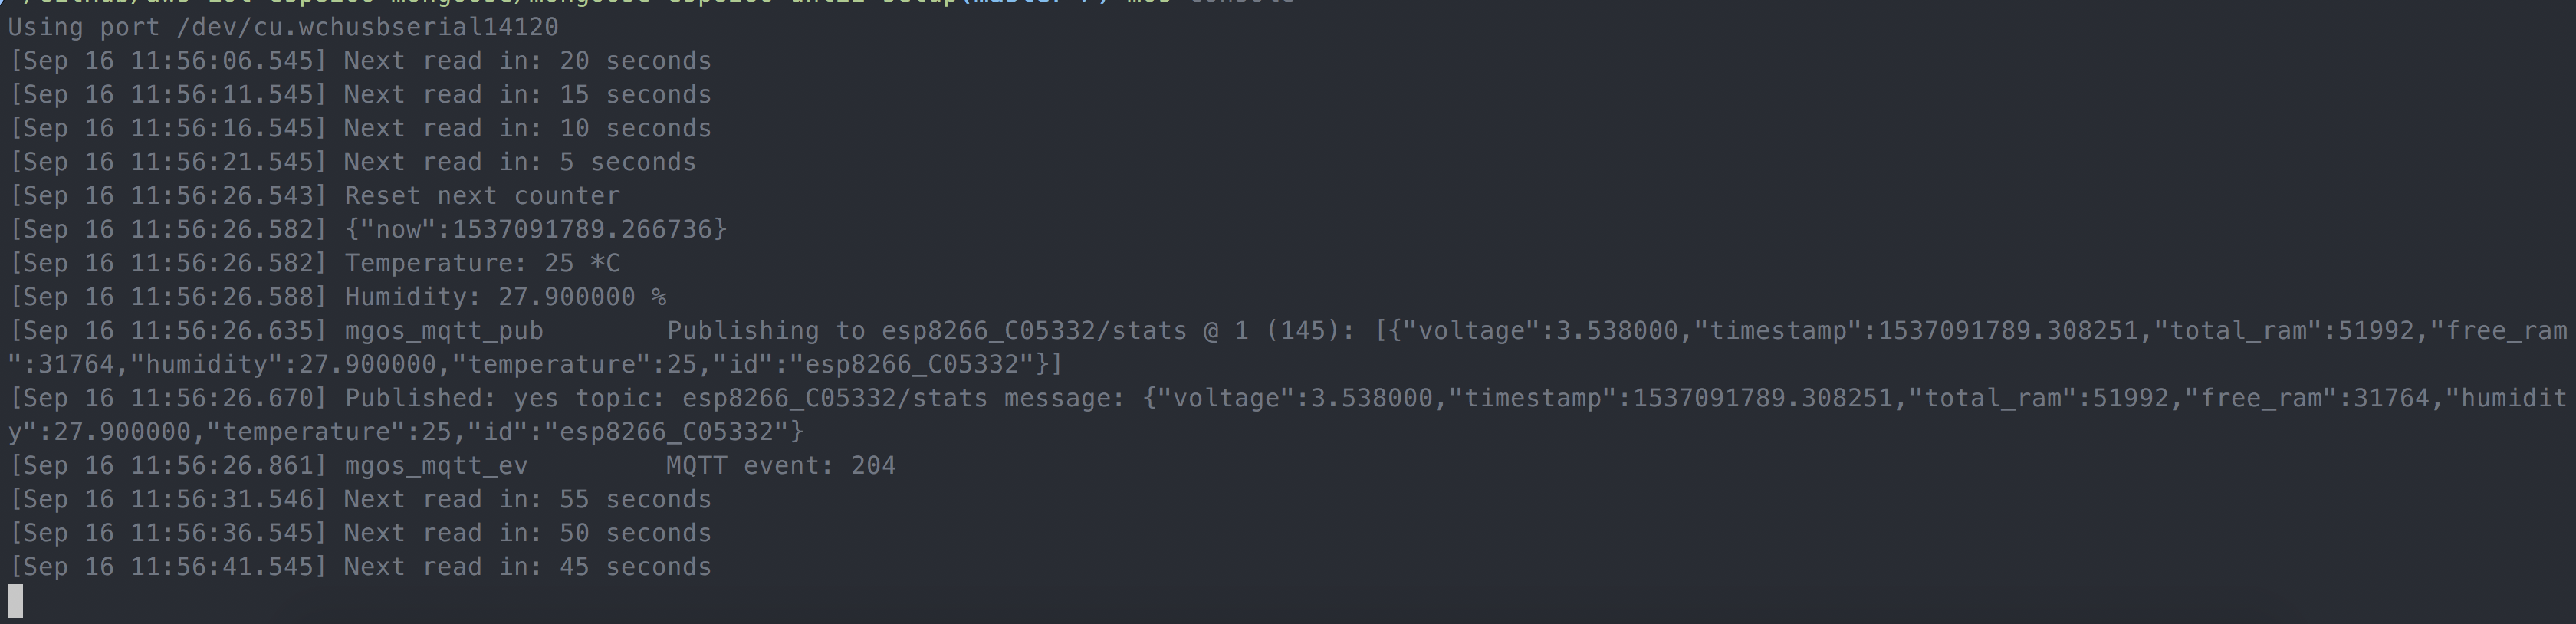 Using port /dev/cu.wchusbserial14120
[Sep 16 11:56:06.545] Next read in: 20 seconds
[Sep 16 11:56:11.545] Next read in: 15 seconds
[Sep 16 11:56:16.545] Next read in: 10 seconds
[Sep 16 11:56:21.545] Next read in: 5 seconds
[Sep 16 11:56:26.543] Reset next counter
[Sep 16 11:56:26.582] {"now":1537091789.266736}
[Sep 16 11:56:26.582] Temperature: 25 *C
[Sep 16 11:56:26.588] Humidity: 27.900000 %
[Sep 16 11:56:26.635] mgos_mqtt_pub        Publishing to esp8266_C05332/stats @ 1 (145): [{"voltage":3.538000,"timestamp":1537091789.308251,"total_ram":51992,"free_ram
":31764,"humidity":27.900000,"temperature":25,"id":"esp8266_C05332"}]
[Sep 16 11:56:26.670] Published: yes topic: esp8266_C05332/stats message: {"voltage":3.538000,"timestamp":1537091789.308251,"total_ram":51992,"free_ram":31764,"humidit
y":27.900000,"temperature":25,"id":"esp8266_C05332"}
[Sep 16 11:56:26.861] mgos_mqtt_ev         MQTT event: 204
[Sep 16 11:56:31.546] Next read in: 55 seconds
[Sep 16 11:56:36.545] Next read in: 50 seconds
[Sep 16 11:56:41.545] Next read in: 45 seconds